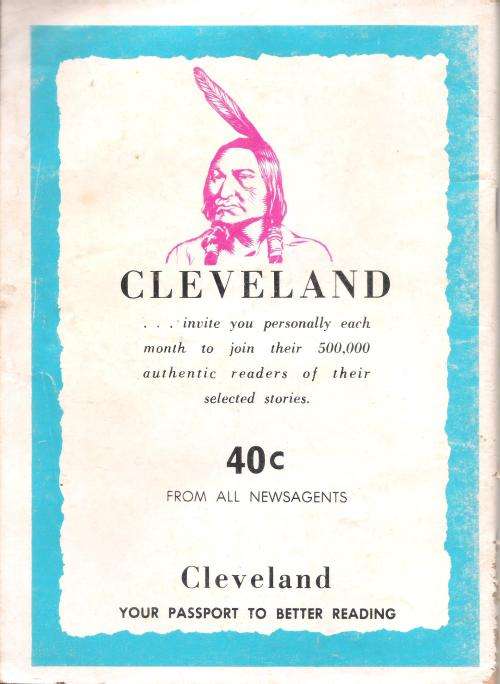 CLEVELAND
. . . invite you personally each
month to join their 500,000
authentic readers of their
selected stories.
40c
FROM ALL NEWSAGENTS
Cleveland
YOUR PASSPORT TO BETTER READING